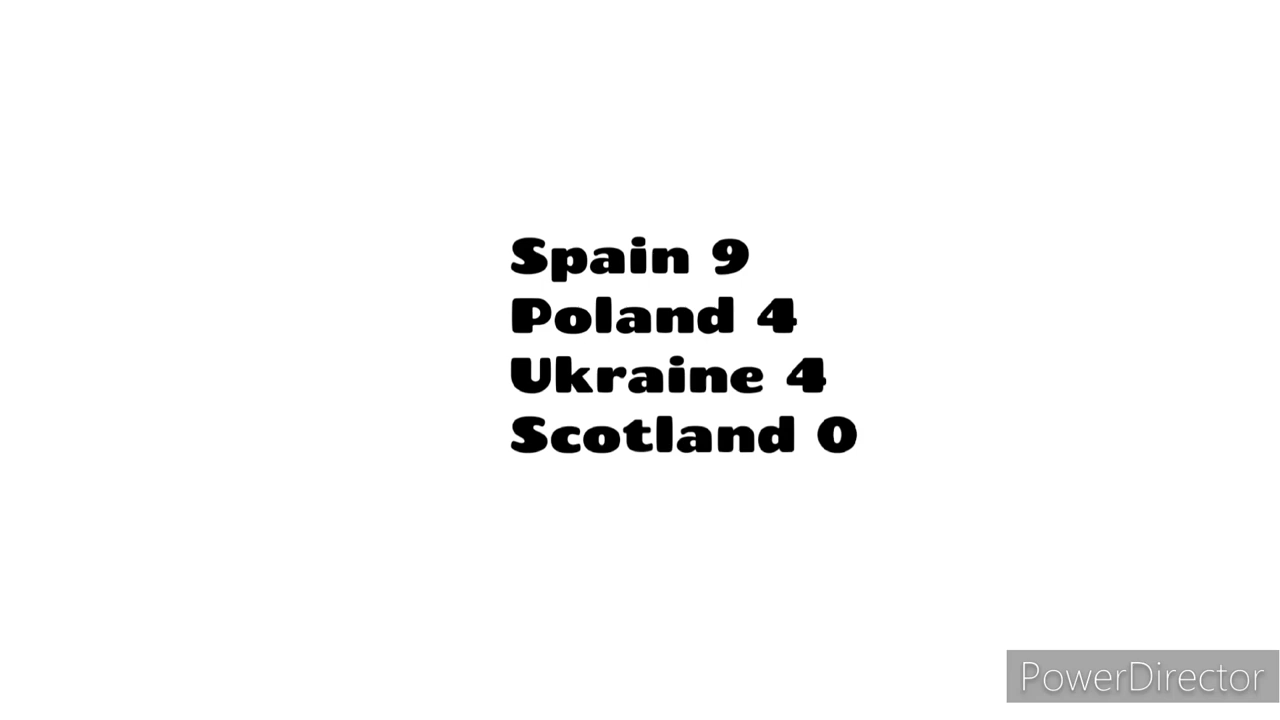 Spain 9
Poland 4
Ukraine 4
Scotland 0
PowerDirector